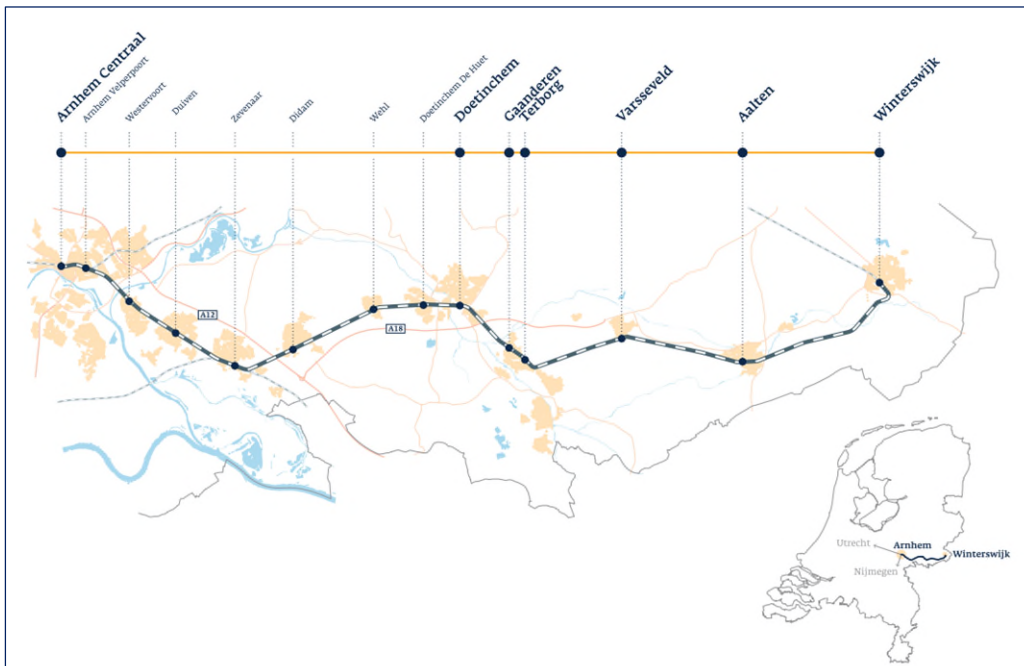 Arnhem Centraal
Arnhem Velperpoort
Westervoort
Duiven
Zevenaar
Didam
Wehl
Doetinchem De Huet
Doetinchem
Gaanderen
Terborg
Varsseveld
Aalten
Winterswijk
A12
A18
Utrecht
Arnhem
Winterswijk
Nijmegen